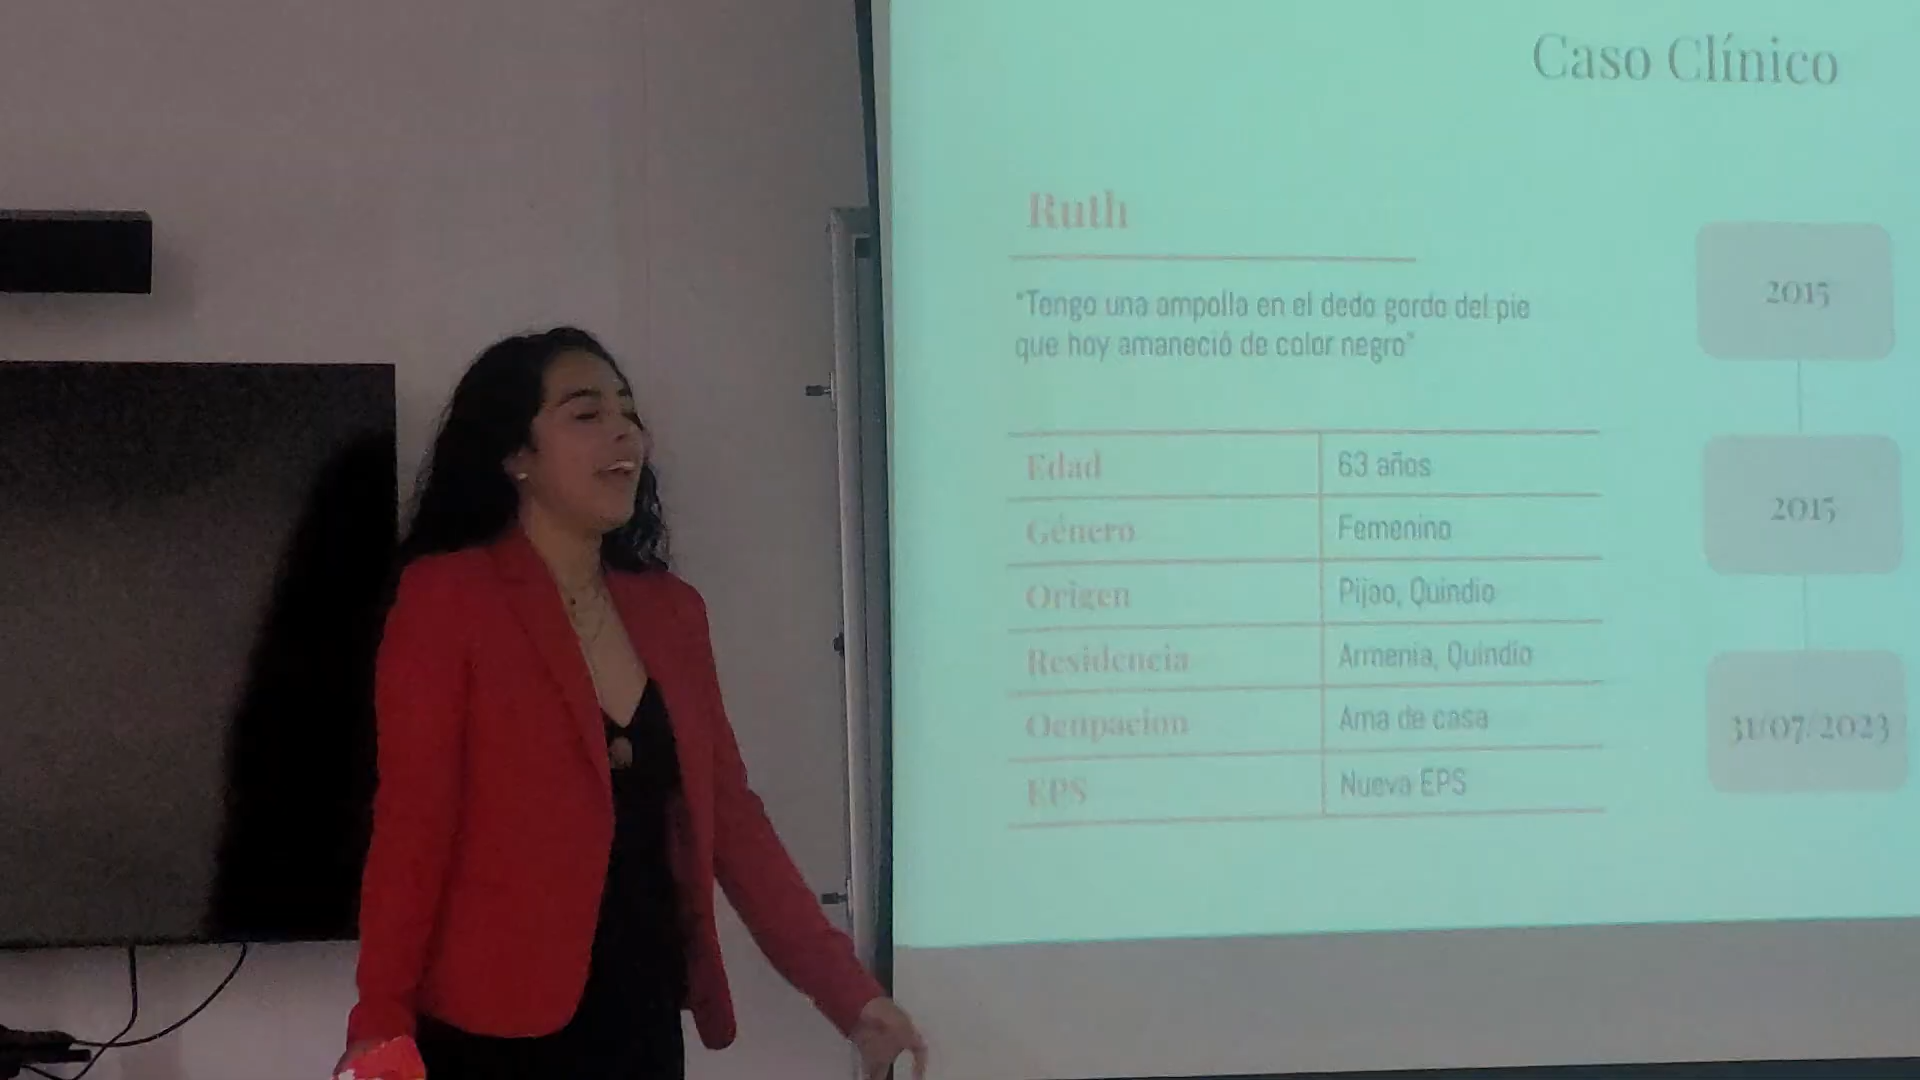 Caso Clínico
Ruth
"Tengo una ampolla en el dedo gordo del pie
que hoy amaneció de color negro"
Edad 63 años
Género Femenino
Origen Pijao, Quindio
Residencia Armenia, Quindío
Ocupacion Ama de casa
EPS Nueva EPS
2015
2015
31/07/2023